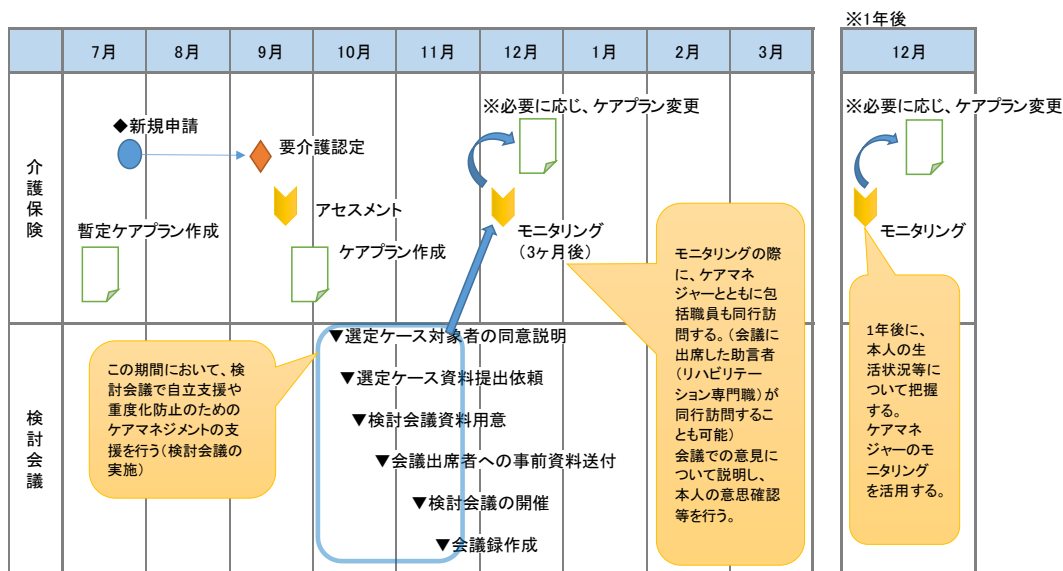 ※1年後
7月
8月
9月
10月
11月
12月
1月
2月
3月
12月
介護保険
◆新規申請
要介護認定
アセスメント
暫定ケアプラン作成
ケアプラン作成
※必要に応じ、ケアプラン変更
モニタリング
(3ヶ月後)
※必要に応じ、ケアプラン変更
モニタリング
モニタリングの際
に、ケアマネ
ジャーとともに包
括職員も同行訪
問する。(会議に
出席した助言者
(リハビリテー
ション専門職)が
同行訪問するこ
とも可能)
会議での意見に
ついて説明し、
本人の意思確認
等を行う。
1年後に、
本人の生
活状況等
について把
握する。
ケアマネ
ジャーのモ
ニタリング
を活用する。
検討会議
この期間において、検
討会議で自立支援や
重度化防止のための
ケアマネジメントの支
援を行う(検討会議の
実施)
▼選定ケース対象者の同意説明
▼選定ケース資料提出依頼
▼検討会議資料用意
▼会議出席者への事前資料送付
▼検討会議の開催
▼会議録作成